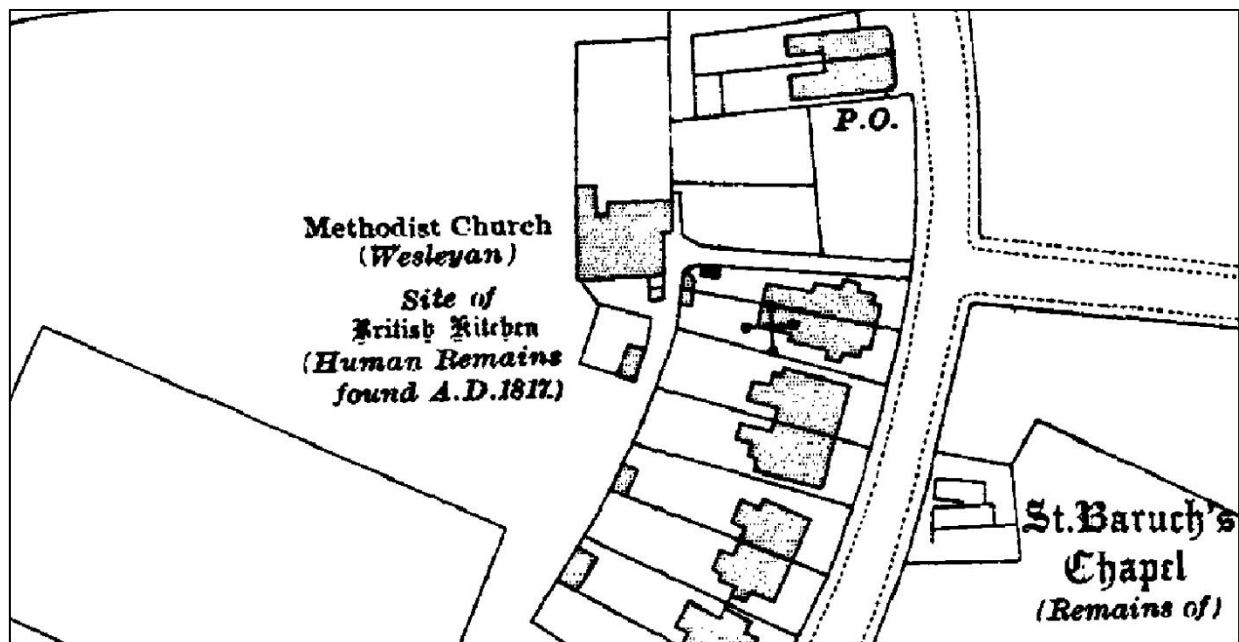 P.O.
Methodist Church
(Wesleyan)
Site of
British Kitchen
(Human Remains
found A.D.1817.)
St. Baruch's
Chapel
(Remains of)